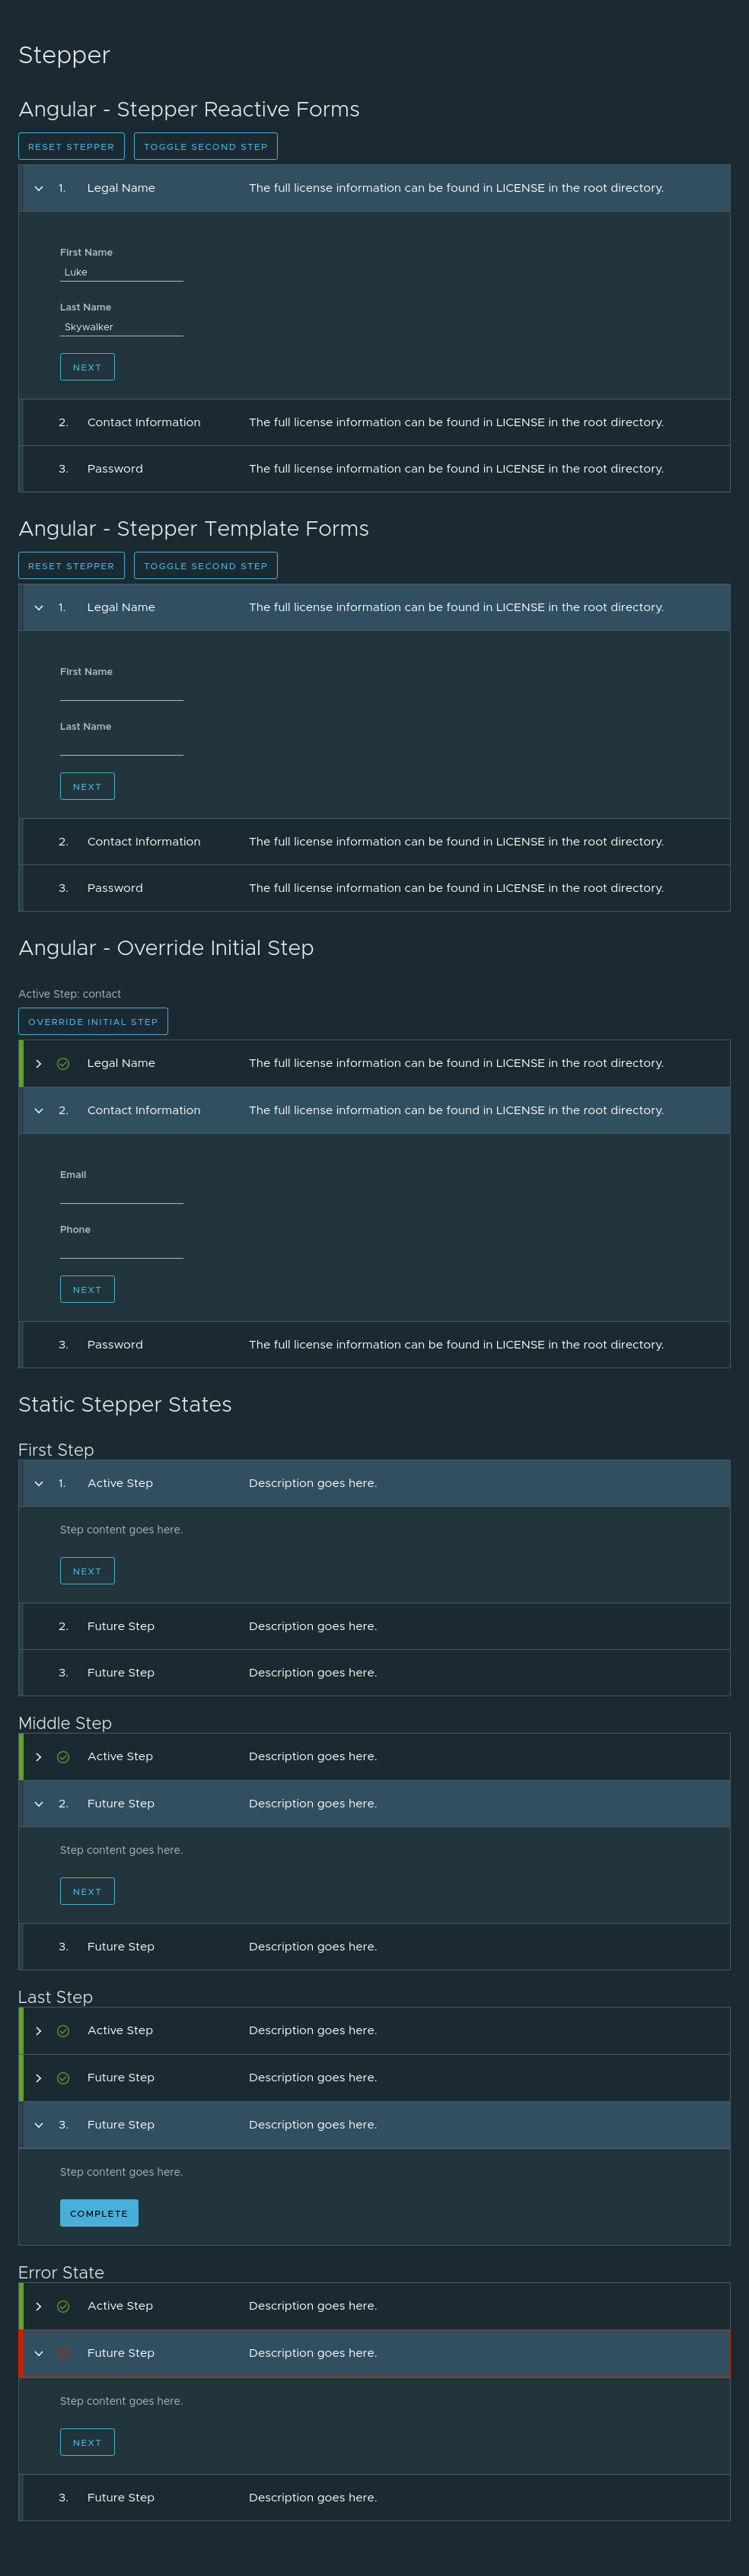 Stepper
Angular - Stepper Reactive Forms
RESET STEPPER TOGGLE SECOND STEP
1. Legal Name The full license information can be found in LICENSE in the root directory.
First Name
Luke
Last Name
Skywalker
NEXT
2. Contact Information The full license information can be found in LICENSE in the root directory.
3. Password The full license information can be found in LICENSE in the root directory.
Angular - Stepper Template Forms
RESET STEPPER TOGGLE SECOND STEP
1. Legal Name The full license information can be found in LICENSE in the root directory.
First Name
Last Name
NEXT
2. Contact Information The full license information can be found in LICENSE in the root directory.
3. Password The full license information can be found in LICENSE in the root directory.
Angular - Override Initial Step
Active Step: contact
OVERRIDE INITIAL STEP
Legal Name The full license information can be found in LICENSE in the root directory.
2. Contact Information The full license information can be found in LICENSE in the root directory.
Email
Phone
NEXT
3. Password The full license information can be found in LICENSE in the root directory.
Static Stepper States
First Step
1. Active Step Description goes here.
Step content goes here.
NEXT
2. Future Step Description goes here.
3. Future Step Description goes here.
Middle Step
Active Step Description goes here.
2. Future Step Description goes here.
Step content goes here.
NEXT
3. Future Step Description goes here.
Last Step
Active Step Description goes here.
Future Step Description goes here.
3. Future Step Description goes here.
Step content goes here.
COMPLETE
Error State
Active Step Description goes here.
Future Step Description goes here.
Step content goes here.
NEXT
3. Future Step Description goes here.